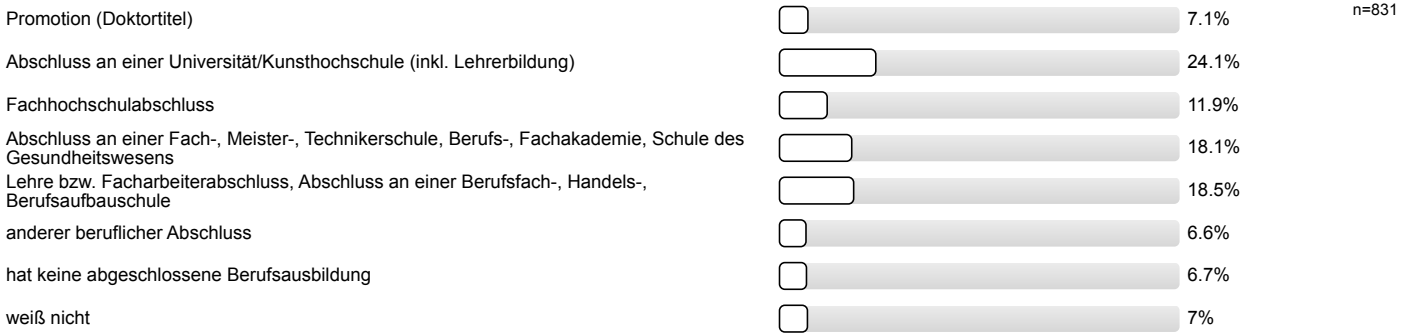 Promotion (Doktortitel) 7.1% n=831
Abschluss an einer Universität/Kunsthochschule (inkl. Lehrerbildung) 24.1%
Fachhochschulabschluss 11.9%
Abschluss an einer Fach-, Meister-, Technikerschule, Berufs-, Fachakademie, Schule des
Gesundheitswesens 18.1%
Lehre bzw. Facharbeiterabschluss, Abschluss an einer Berufsfach-, Handels-,
Berufsaufbauschule 18.5%
anderer beruflicher Abschluss 6.6%
hat keine abgeschlossene Berufsausbildung 6.7%
weiß nicht 7%